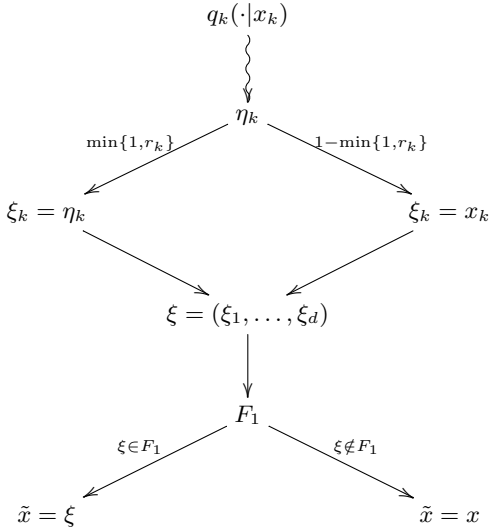 q_k(·|x_k)
η_k
min{1,r_k} 1−min{1,r_k}
ξ_k = η_k ξ_k = x_k
ξ = (ξ_1, . . . , ξ_d)
F_1
ξ∈F_1 ξ∉F_1
x̃ = ξ x̃ = x